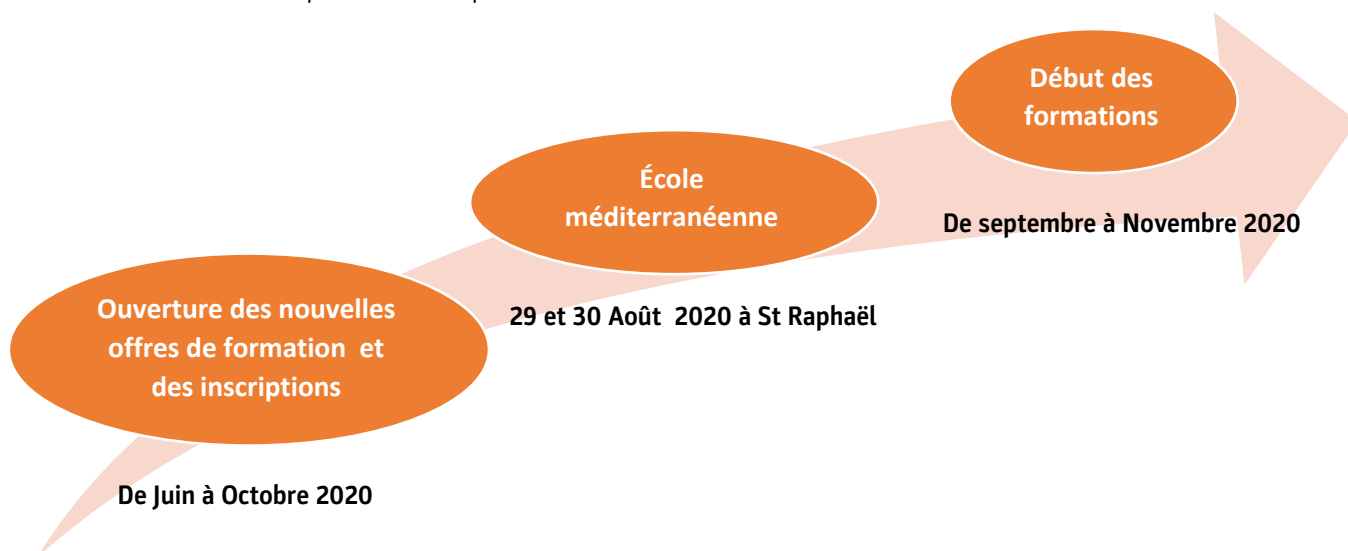 Ouverture des nouvelles
offres de formation et
des inscriptions
De Juin à Octobre 2020
École
méditerranéenne
29 et 30 Août 2020 à St Raphaël
Début des
formations
De septembre à Novembre 2020